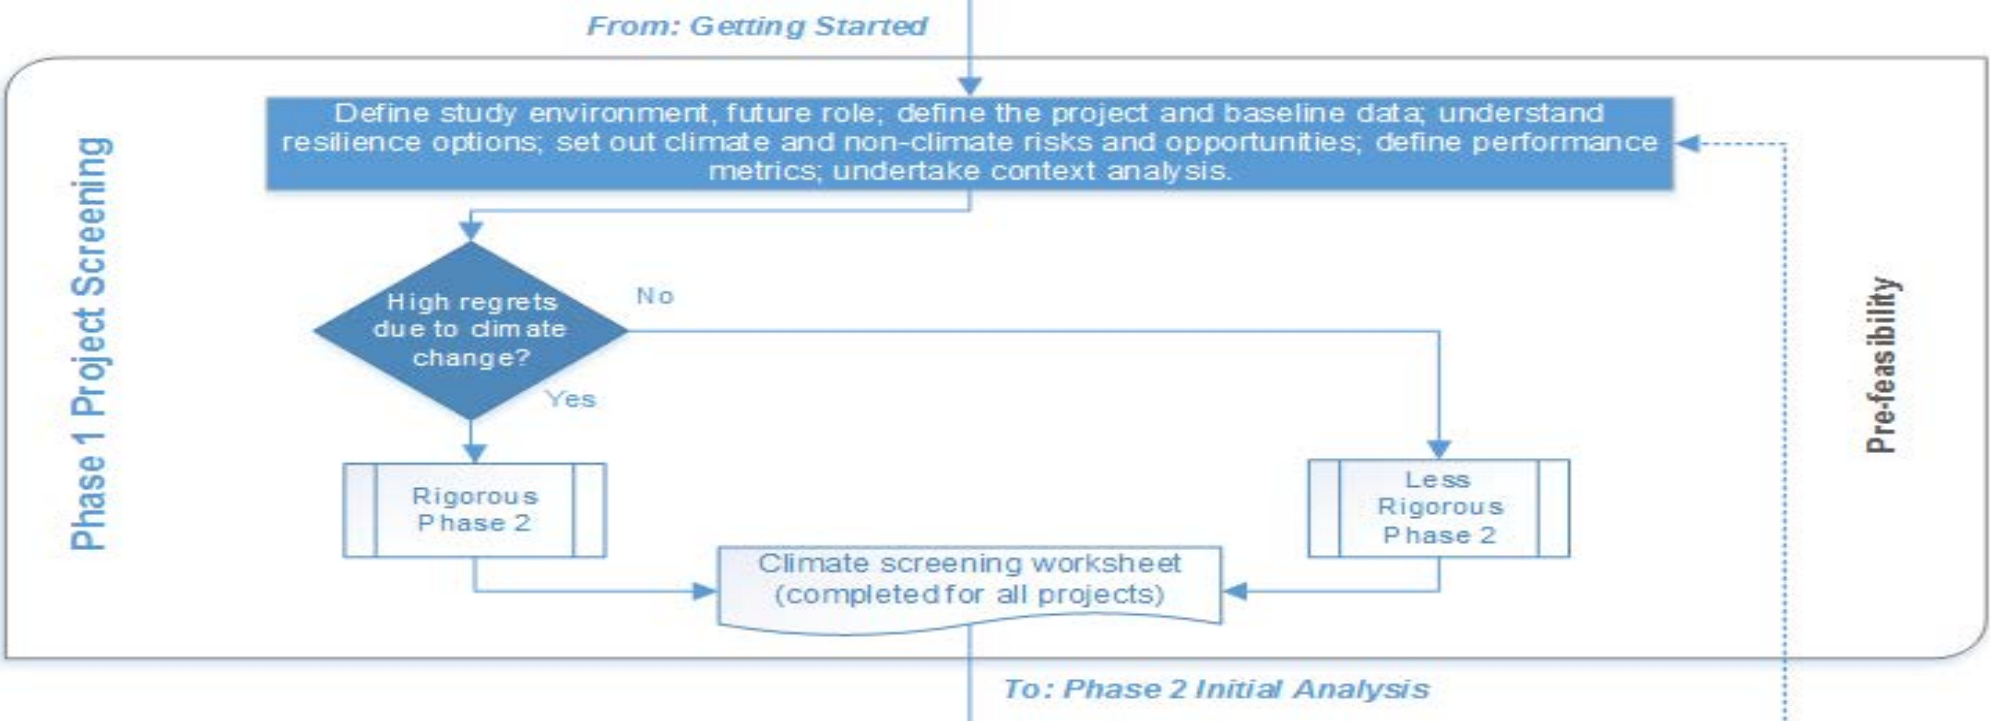 From: Getting Started
Define study environment, future role; define the project and baseline data; understand
resilience options; set out climate and non-climate risks and opportunities; define performance
metrics; undertake context analysis.
Phase 1 Project Screening
High regrets
due to climate
change?
No
Yes
Pre-feasibility
Rigorous
Phase 2
Less
Rigorous
Phase 2
Climate screening worksheet
(completed for all projects)
To: Phase 2 Initial Analysis